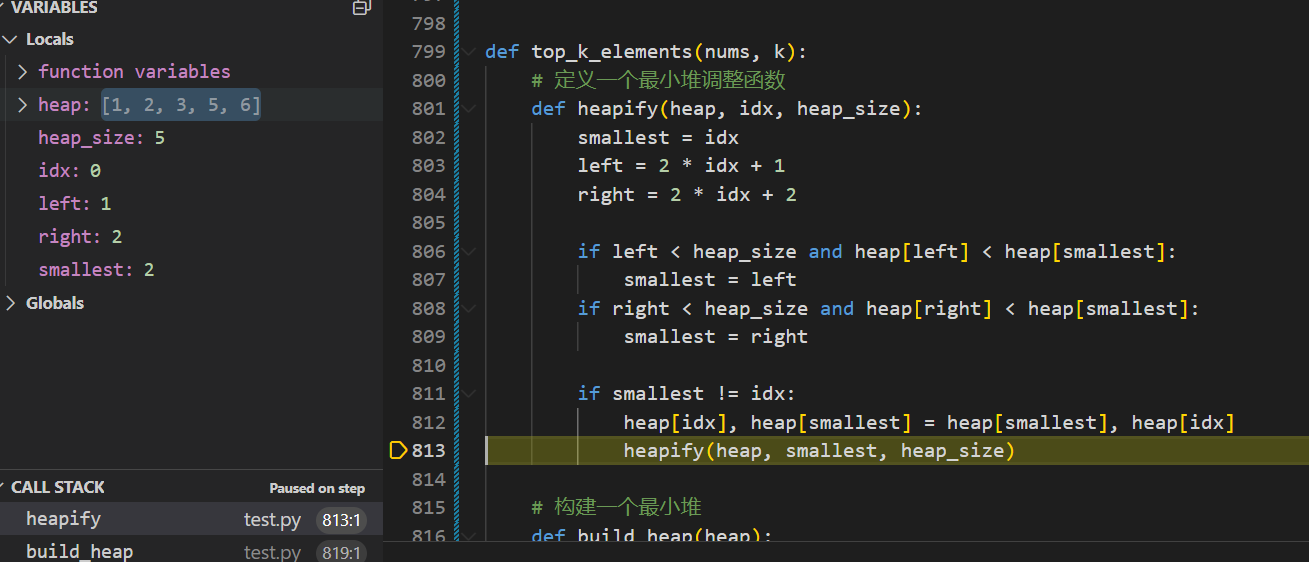 VARIABLES
Locals
function variables
heap: [1, 2, 3, 5, 6]
heap_size: 5
idx: 0
left: 1
right: 2
smallest: 2
Globals
CALL STACK
Paused on step
heapify
test.py
813:1
build_heap
test.py
819:1
798
799 def top_k_elements(nums, k):
800 # 定义一个最小堆调整函数
801 def heapify(heap, idx, heap_size):
802 smallest = idx
803 left = 2 * idx + 1
804 right = 2 * idx + 2
805
806 if left < heap_size and heap[left] < heap[smallest]:
807 smallest = left
808 if right < heap_size and heap[right] < heap[smallest]:
809 smallest = right
810
811 if smallest != idx:
812 heap[idx], heap[smallest] = heap[smallest], heap[idx]
813 heapify(heap, smallest, heap_size)
814
815 # 构建一个最小堆
816 def build_heap(heap):